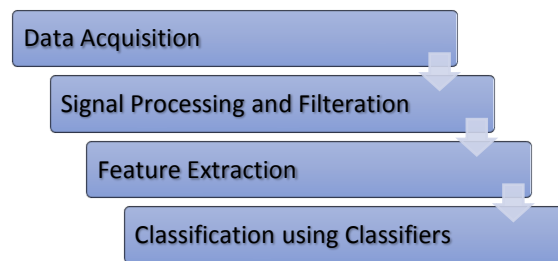 Data Acquisition
Signal Processing and Filteration
Feature Extraction
Classification using Classifiers